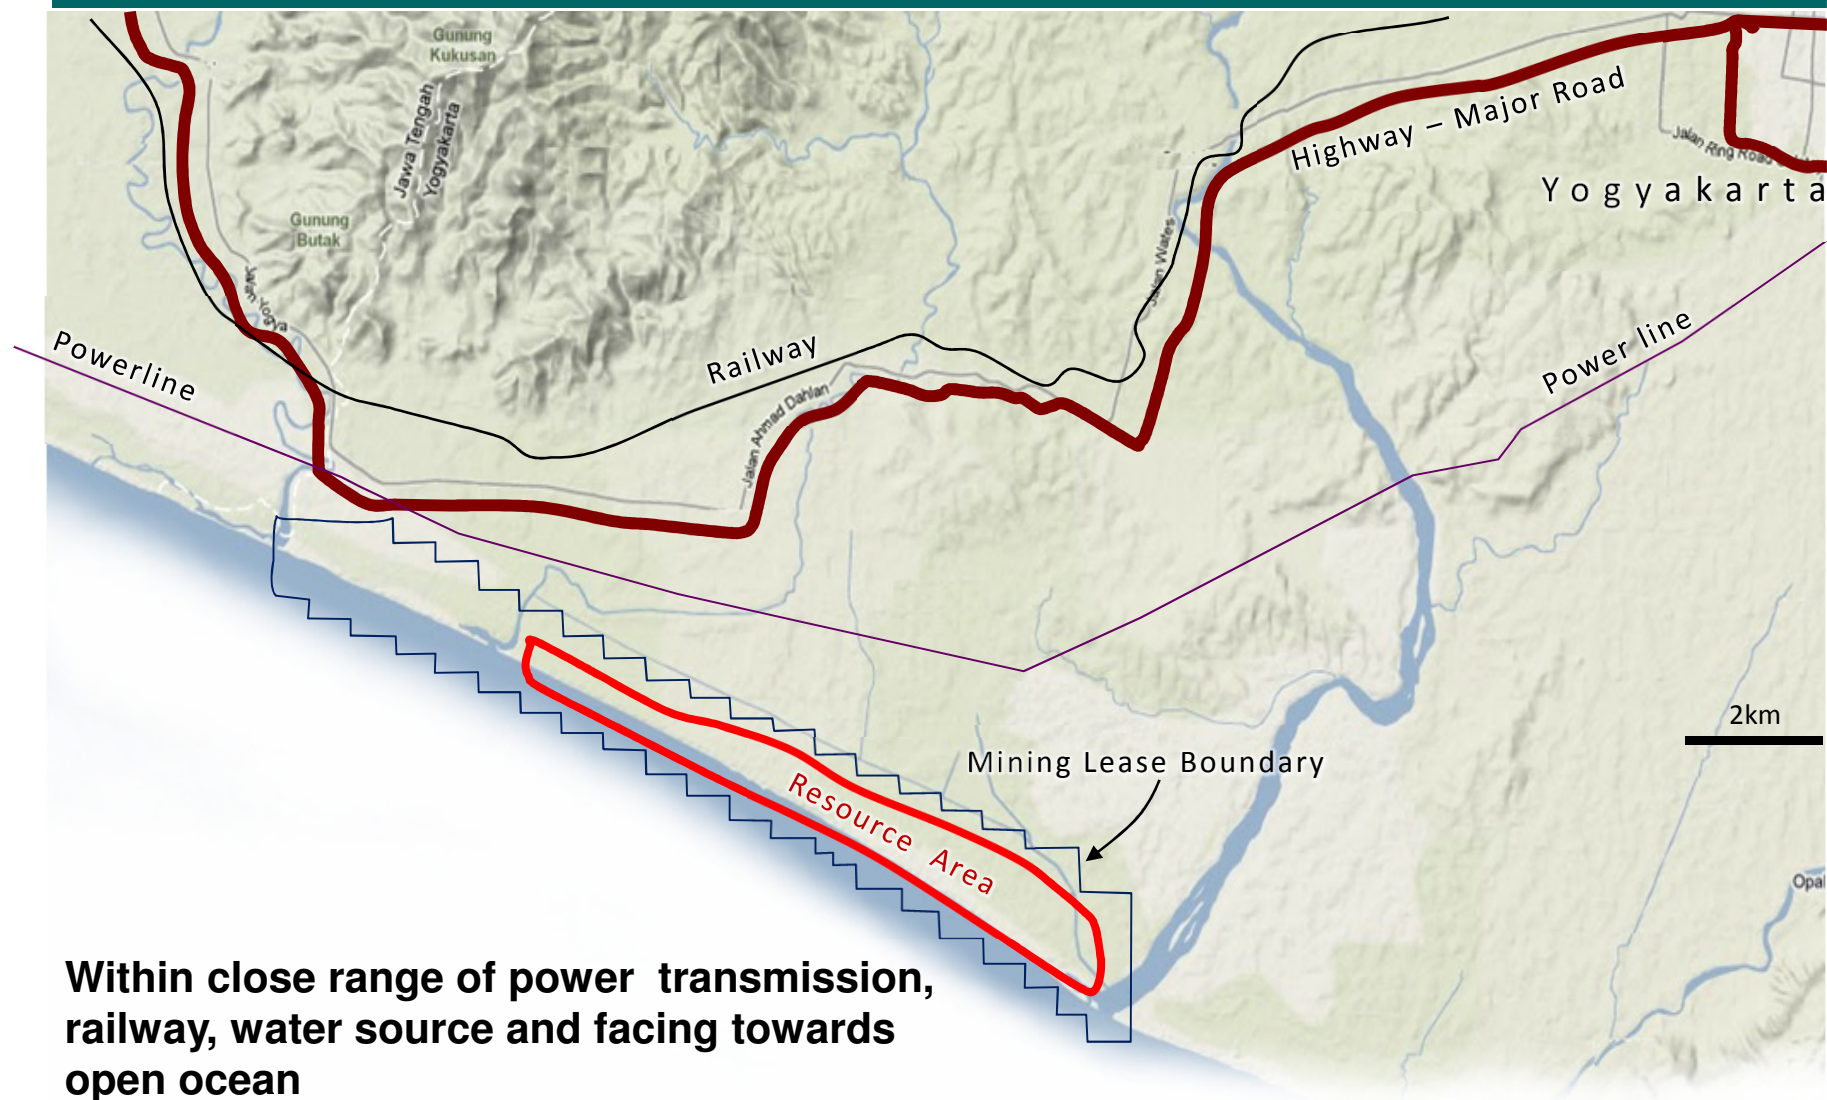 Gunung
Kukusan
Jawa Tengah
Yogyakarta
Highway – Major Road
Jalan Ring Road
Yogyakarta
Gunung
Butak
Jalan Wates
Jalan Yogya
Powerline
Railway
Power line
Jalan Ahmad Dahlan
2km
Mining Lease Boundary
Resource Area
Within close range of power transmission,
railway, water source and facing towards
open ocean